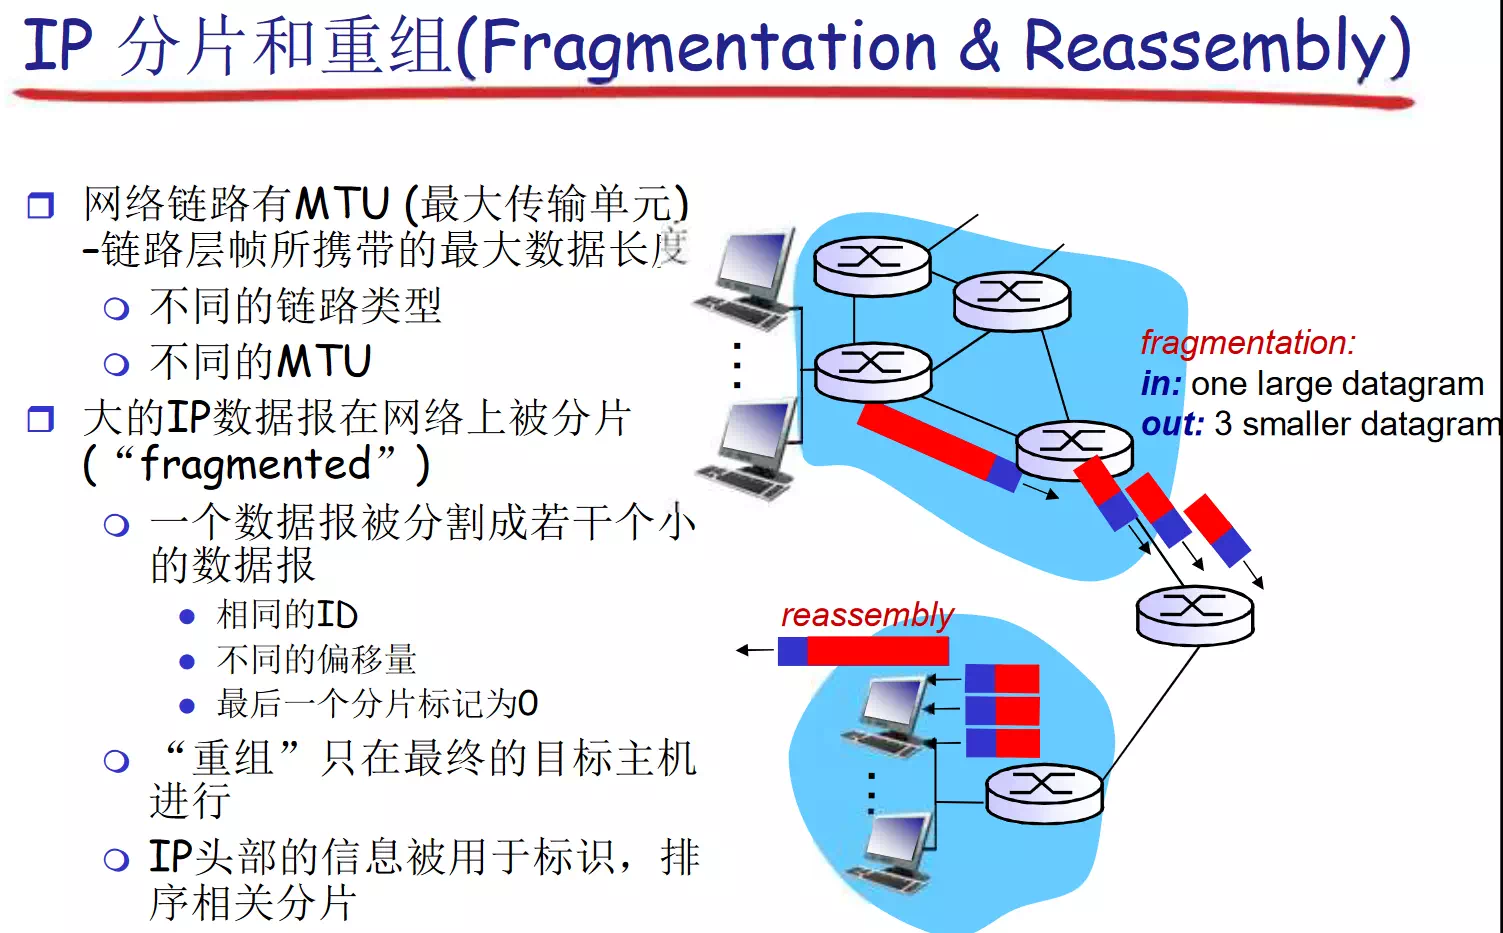 IP 分片和重组(Fragmentation & Reassembly)
网络链路有MTU (最大传输单元)
–链路层帧所携带的最大数据长度
不同的链路类型
不同的MTU
大的IP数据报在网络上被分片
(“fragmented”)
一个数据报被分割成若干个小
的数据报
相同的ID
不同的偏移量
最后一个分片标记为0
“重组”只在最终的目标主机
进行
IP头部的信息被用于标识，排
序相关分片
fragmentation:
in: one large datagram
out: 3 smaller datagram
reassembly